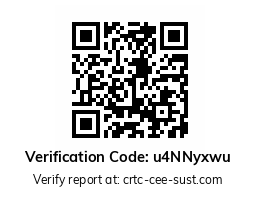 Verification Code: u4NNyxwu
Verify report at: crtc-cee-sust.com